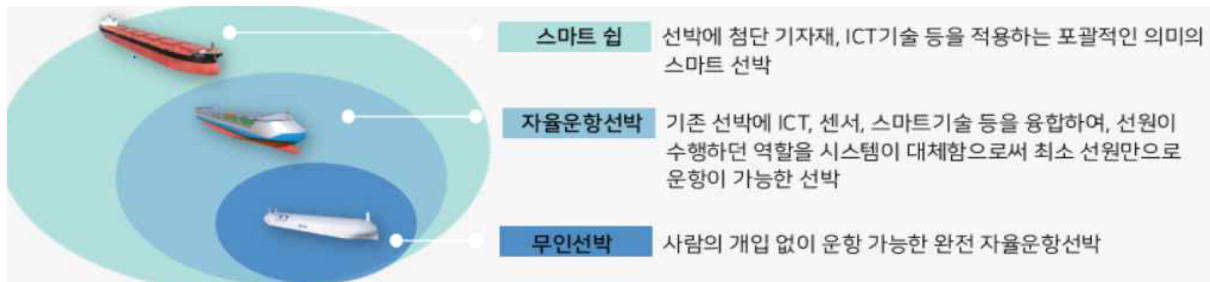 스마트 쉽
선박에 첨단 기자재, ICT기술 등을 적용하는 포괄적인 의미의
스마트 선박
자율운항선박
기존 선박에 ICT, 센서, 스마트기술 등을 융합하여, 선원이
수행하던 역할을 시스템이 대체함으로써 최소 선원만으로
운항이 가능한 선박
무인선박
사람의 개입 없이 운항 가능한 완전 자율운항선박